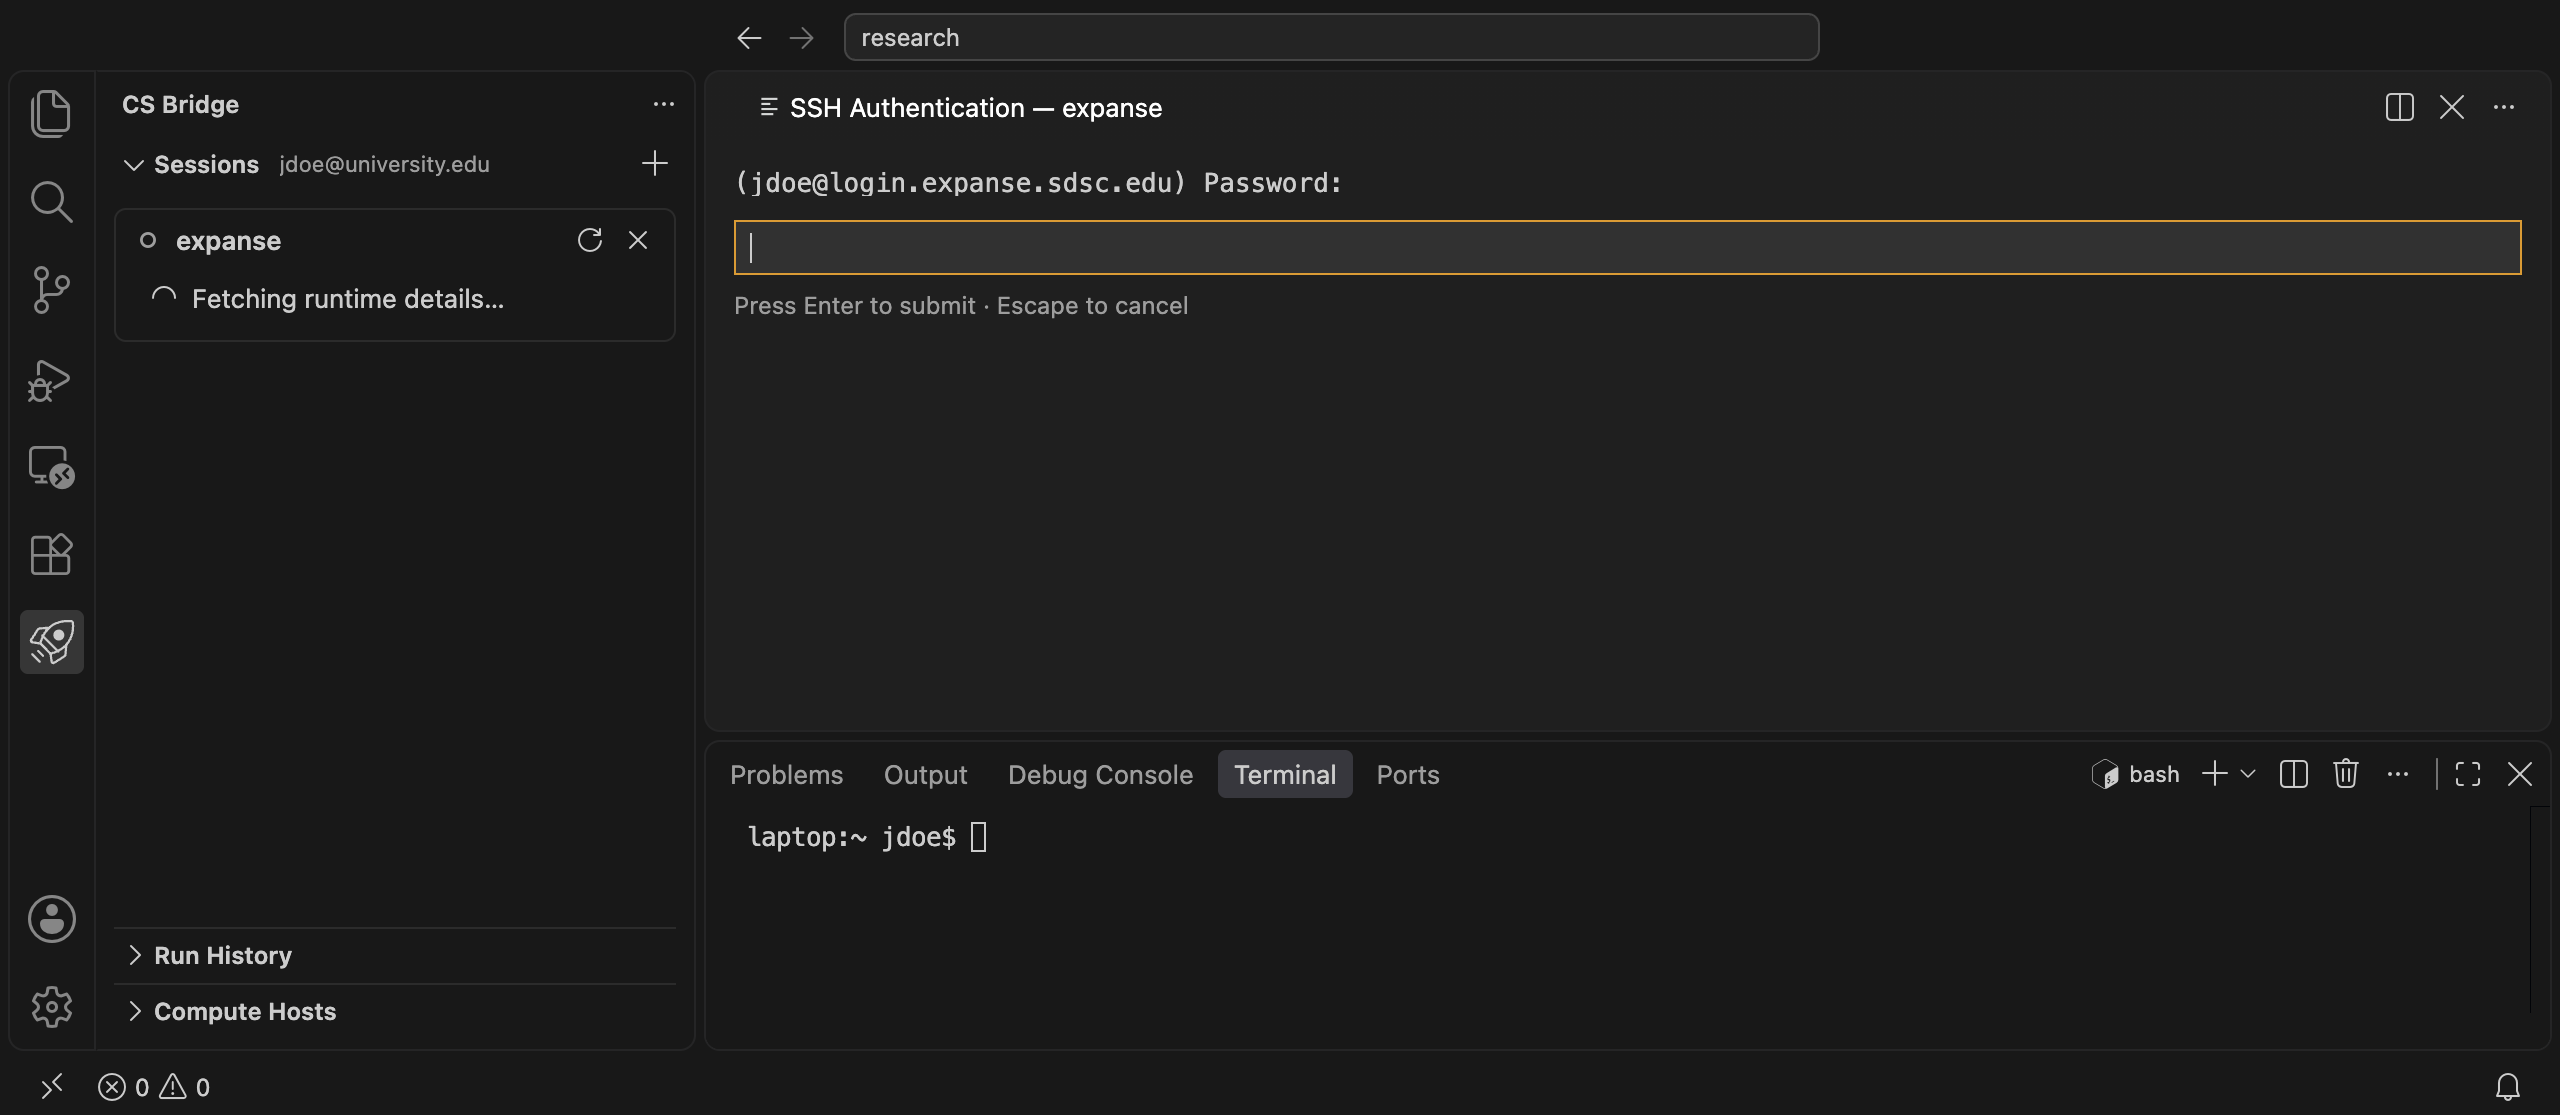 research
CS Bridge
Sessions jdoe@university.edu
expanse
Fetching runtime details...
Run History
Compute Hosts
SSH Authentication — expanse
(jdoe@login.expanse.sdsc.edu) Password:
Press Enter to submit · Escape to cancel
Problems Output Debug Console Terminal Ports
bash
laptop:~ jdoe$
0 0